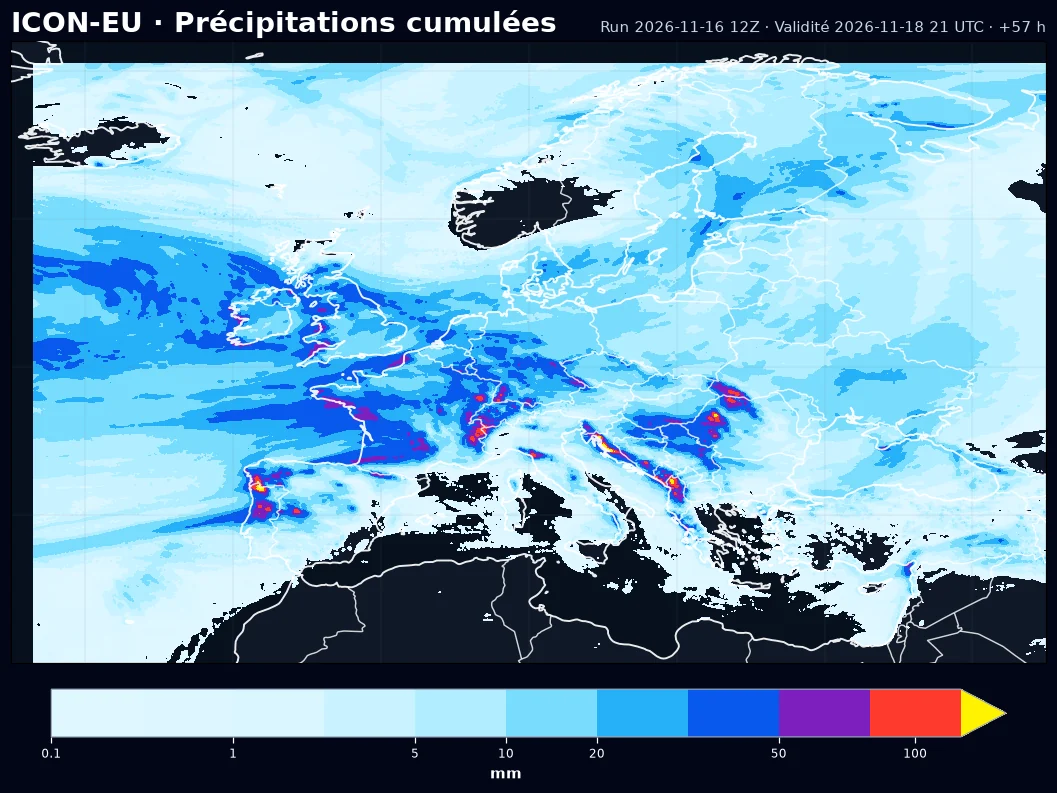 ICON-EU · Précipitations cumulées
Run 2026-11-16 12Z · Validité 2026-11-18 21 UTC · +57 h
0.1 1 5 10 20 50 100
mm